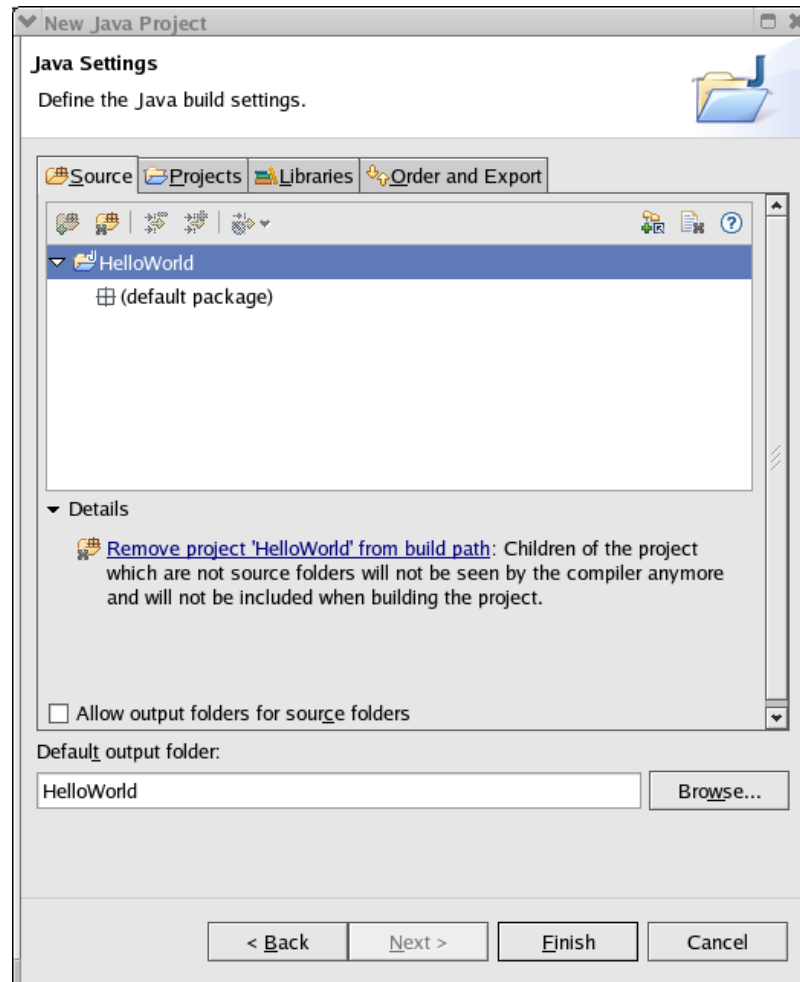 New Java Project
Java Settings
Define the Java build settings.
Source Projects Libraries Order and Export
HelloWorld
(default package)
Details
Remove project 'HelloWorld' from build path: Children of the project
which are not source folders will not be seen by the compiler anymore
and will not be included when building the project.
Allow output folders for source folders
Default output folder:
HelloWorld
Browse...
< Back
Next >
Finish
Cancel